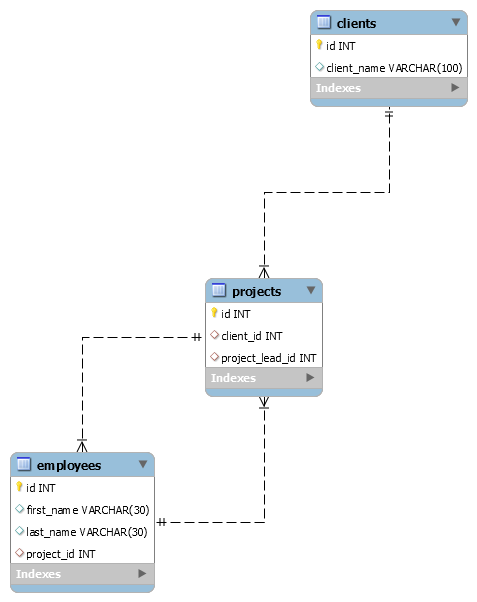 clients
id INT
client_name VARCHAR(100)
Indexes
projects
id INT
client_id INT
project_lead_id INT
Indexes
employees
id INT
first_name VARCHAR(30)
last_name VARCHAR(30)
project_id INT
Indexes